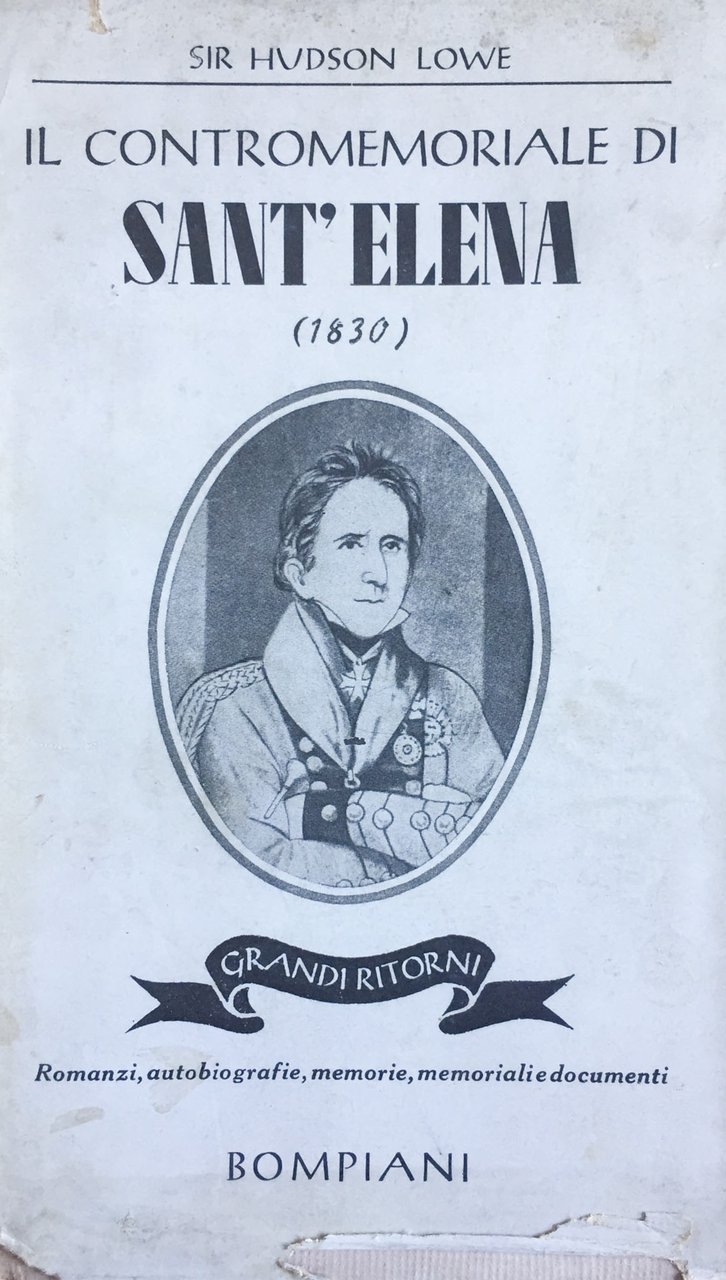 SIR HUDSON LOWE
IL CONTROMEMORIALE DI
SANT'ELENA
(1830)
GRANDI RITORNI
Romanzi, autobiografie, memorie, memoriali e documenti
BOMPIANI